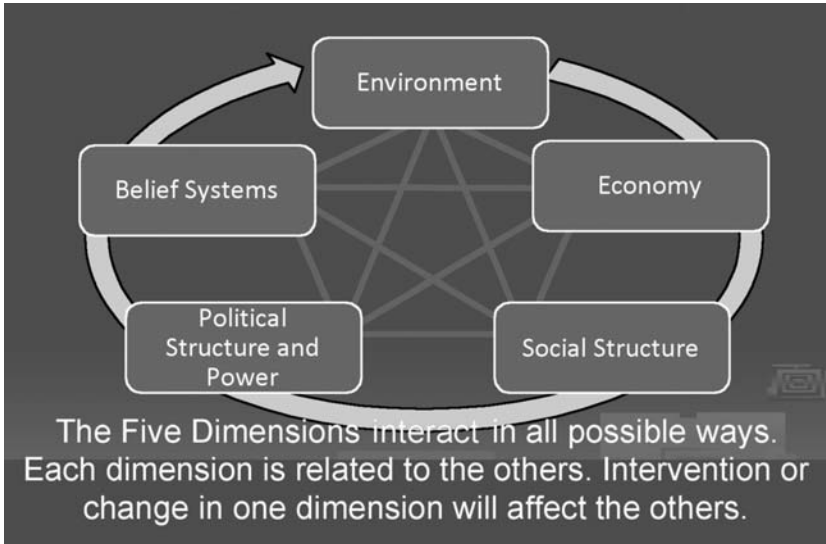 Environment
Belief Systems
Economy
Political
Structure and
Power
Social Structure
The Five Dimensions interact in all possible ways.
Each dimension is related to the others. Intervention or
change in one dimension will affect the others.